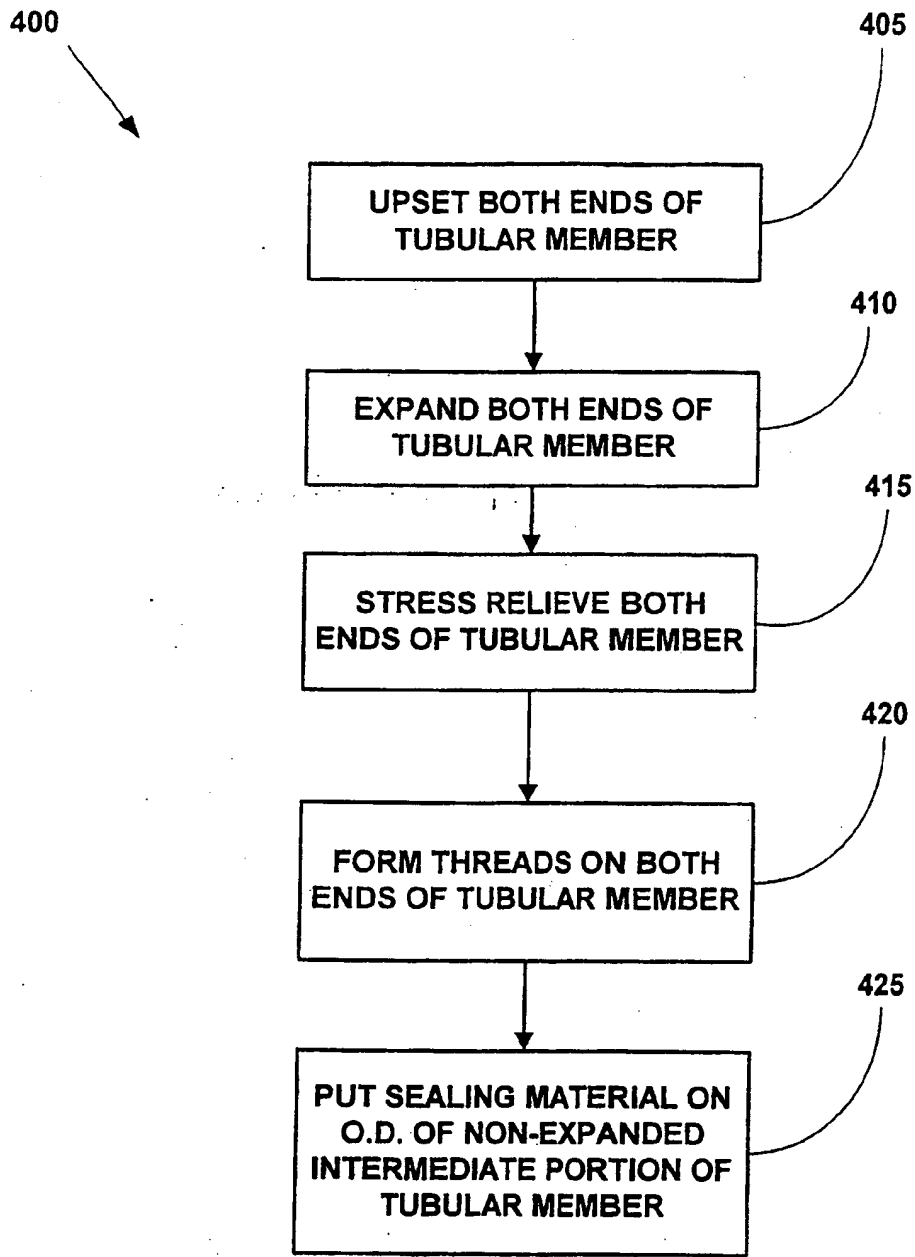 400
405
UPSET BOTH ENDS OF
TUBULAR MEMBER
410
EXPAND BOTH ENDS OF
TUBULAR MEMBER
415
STRESS RELIEVE BOTH
ENDS OF TUBULAR MEMBER
420
FORM THREADS ON BOTH
ENDS OF TUBULAR MEMBER
425
PUT SEALING MATERIAL ON
O.D. OF NON-EXPANDED
INTERMEDIATE PORTION OF
TUBULAR MEMBER